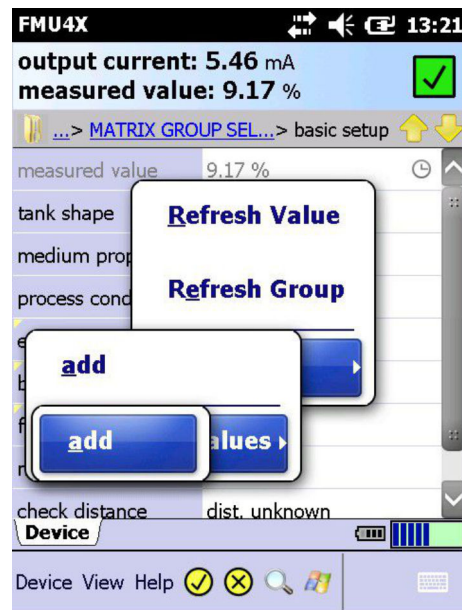 FMU4X 13:21
output current: 5.46 mA
measured value: 9.17 %
...> MATRIX GROUP SEL...> basic setup
measured value 9.17 %
tank shape
Refresh Value
medium prop
process cond
Refresh Group
add
add
alues
check distance dist. unknown
Device
Device View Help